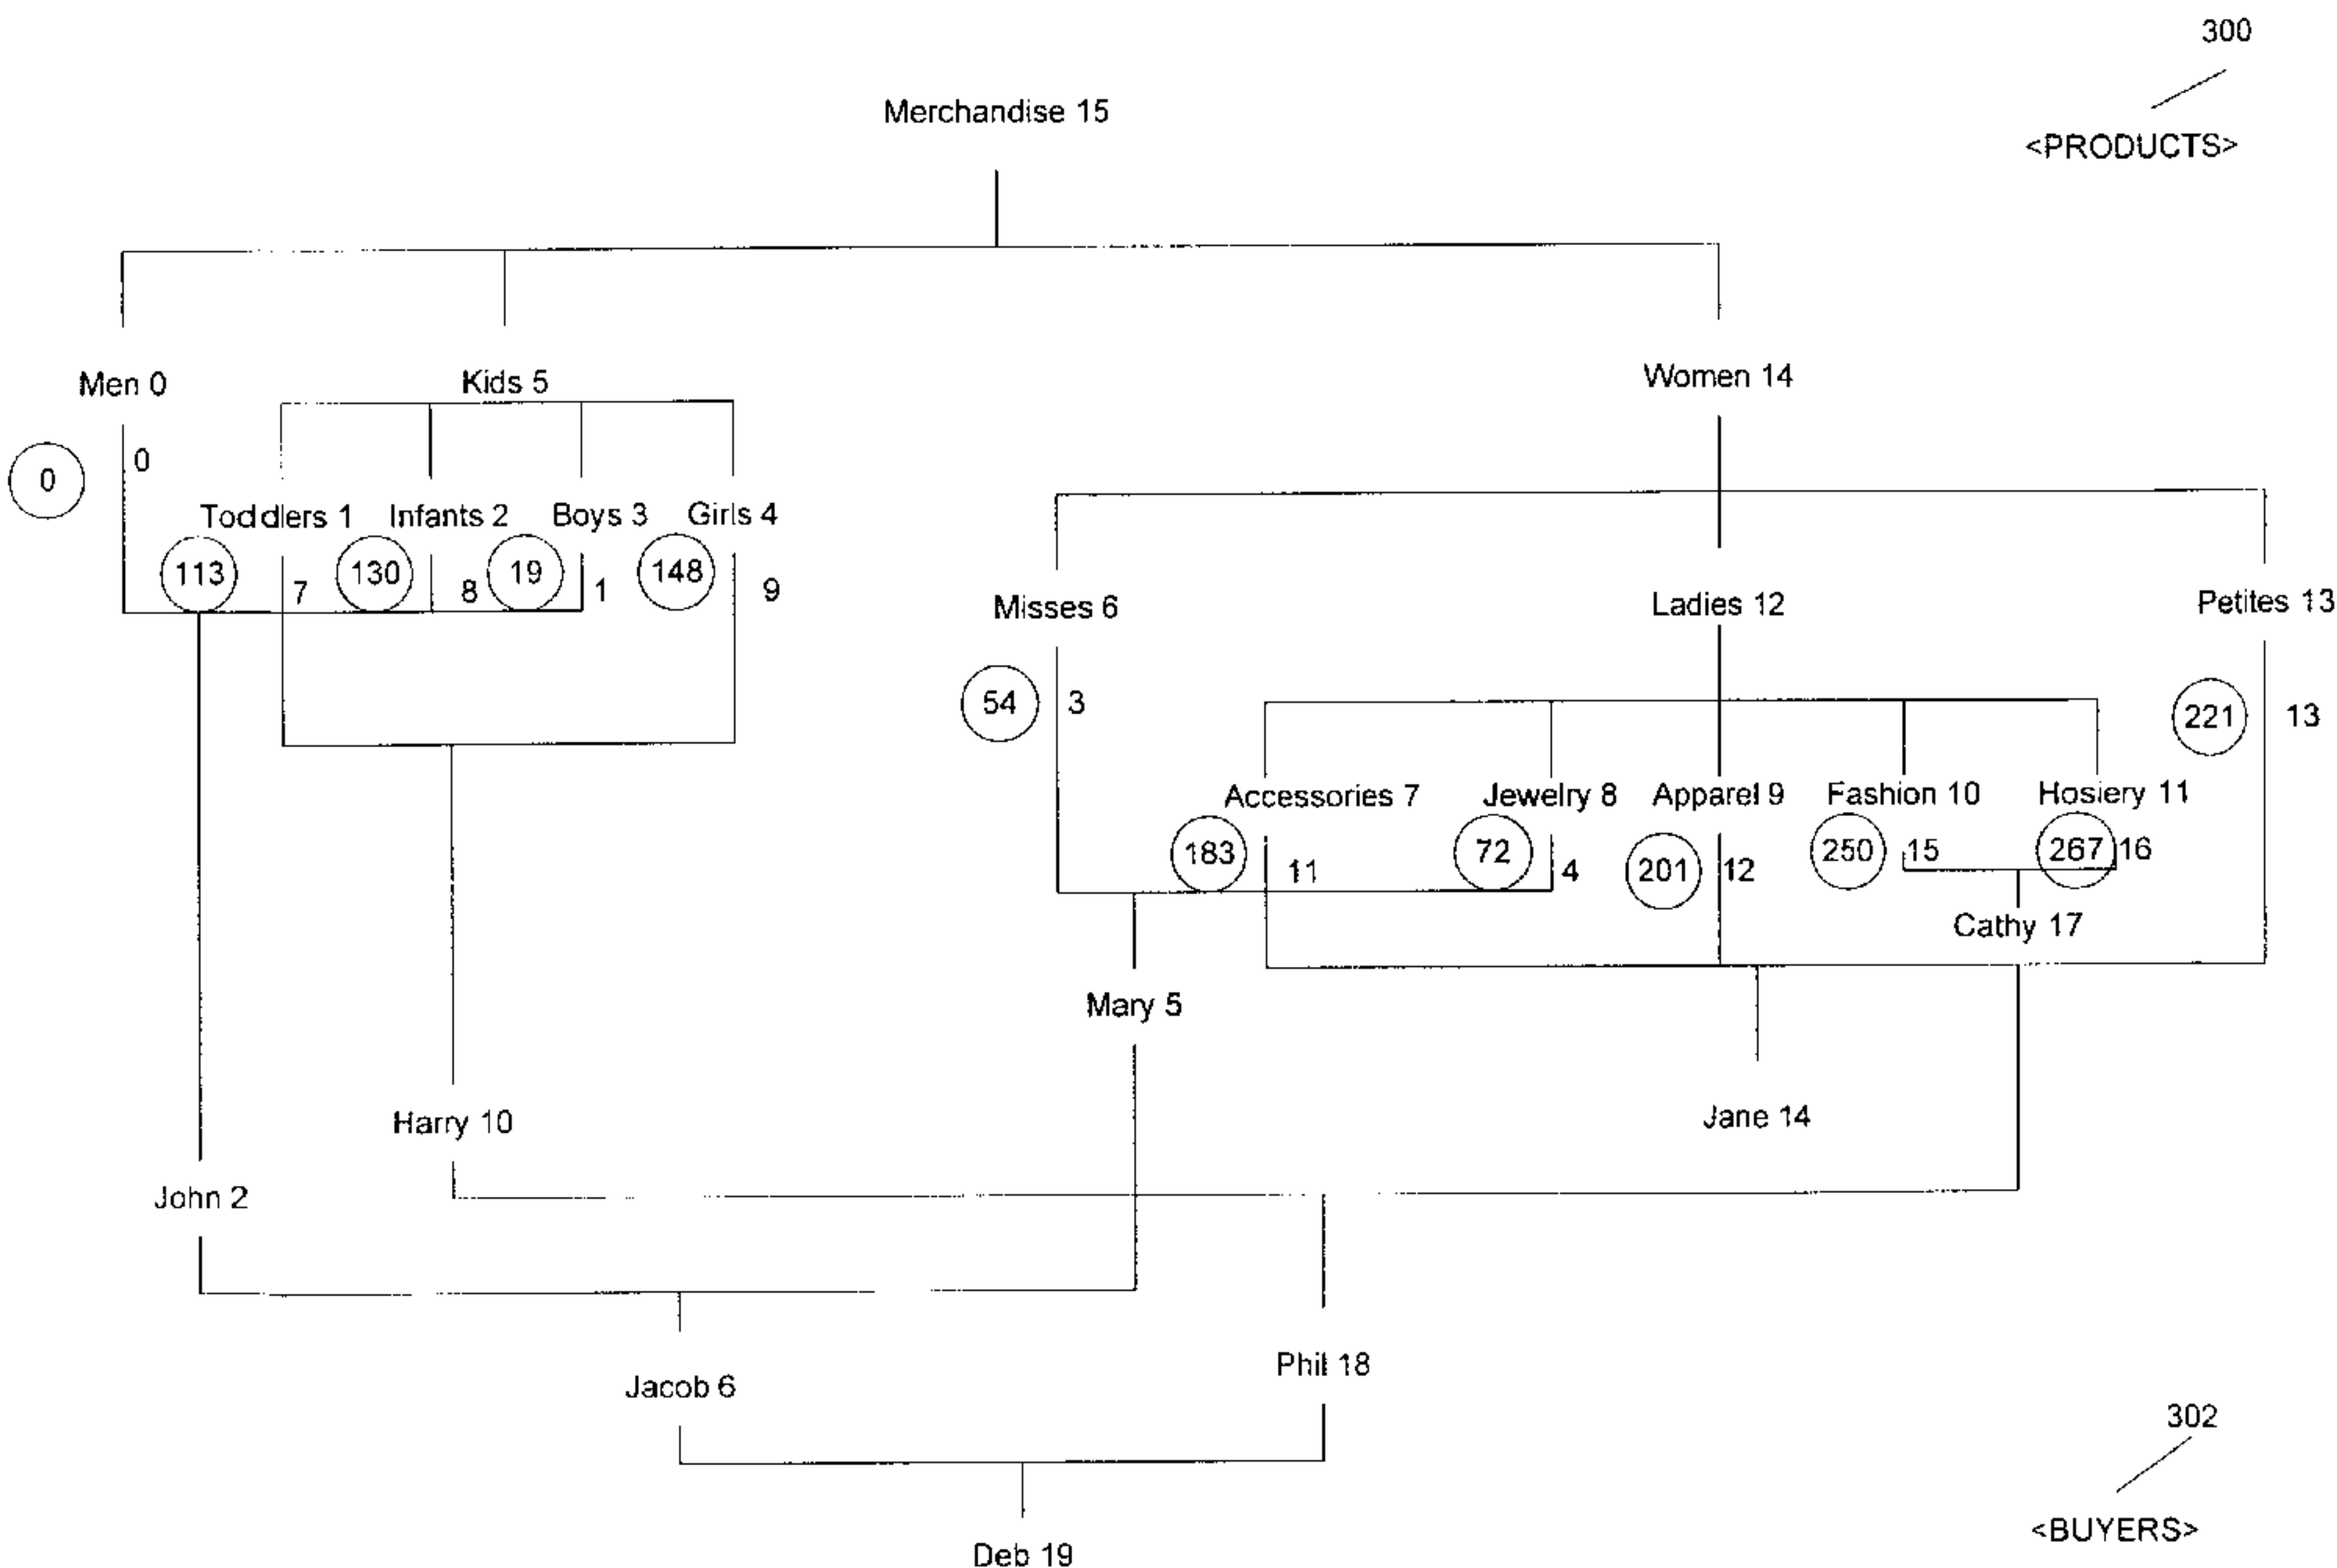 300
Merchandise 15
<PRODUCTS>
Men 0 Kids 5 Women 14
0 0
Toddlers 1 Infants 2 Boys 3 Girls 4
113 7 130 8 19 1 148 9
Misses 6 Ladies 12 Petites 13
54 3 221 13
Accessories 7 Jewelry 8 Apparel 9 Fashion 10 Hosiery 11
183 11 72 4 201 12 250 15 267 16
Cathy 17
Mary 5
Harry 10 Jane 14
John 2
Phil 18
Jacob 6
302
<BUYERS>
Deb 19